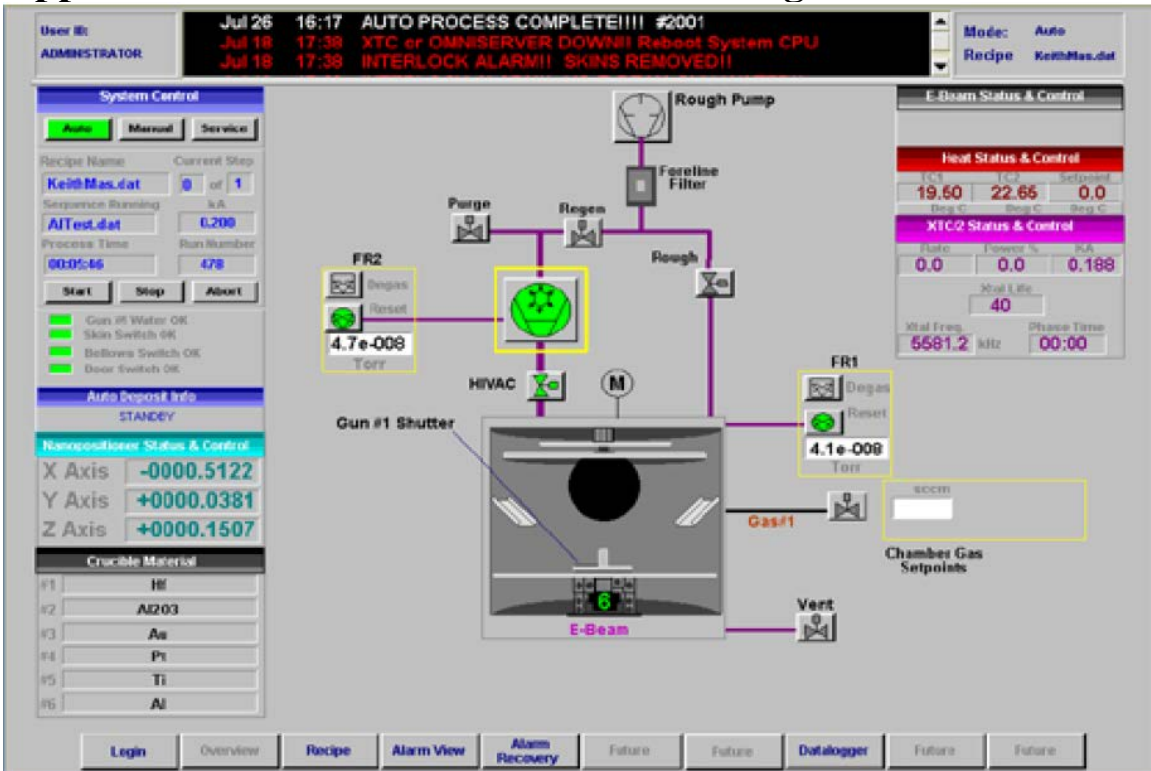 User ID:
ADMINISTRATOR
Jul 26 16:17 AUTO PROCESS COMPLETE!!!! #2001
Jul 18 17:38 XTC or OMNISERVER DOWN!! Reboot System CPU
Jul 18 17:38 INTERLOCK ALARM!! SKINS REMOVED!!
Mode: Auto
Recipe KeithMas.dat
System Control
Auto Manual Service
Recipe Name Current Step
KeithMas.dat 0 of 1
Sequence Running kA
AlTest.dat 0.200
Process Time Run Number
00:05:46 478
Start Stop Abort
Gun #1 Water OK
Skin Switch OK
Bellows Switch OK
Door Switch OK
Auto Deposit Info
STANDBY
Nanopositioner Status & Control
X Axis -0000.5122
Y Axis +0000.0381
Z Axis +0000.1507
Crucible Material
#1 Hf
#2 Al203
#3 Au
#4 Pt
#5 Ti
#6 Al
Rough Pump
Foreline
Filter
Purge
Regen
Rough
FR2
Degas
Reset
4.7e-008
Torr
HIVAC
M
Gun #1 Shutter
FR1
Degas
Reset
4.1e-008
Torr
Gas#1
sccm
Chamber Gas
Setpoints
6
E-Beam
Vent
E-Beam Status & Control
Heat Status & Control
TC1 TC2 Setpoint
19.50 22.65 0.0
Deg C Deg C Deg C
XTC/2 Status & Control
Rate Power % KA
0.0 0.0 0.188
Xtal Life
40
Xtal Freq. Phase Time
5581.2 kHz 00:00
Login Overview Recipe Alarm View Alarm Recovery Future Future Datalogger Future Future